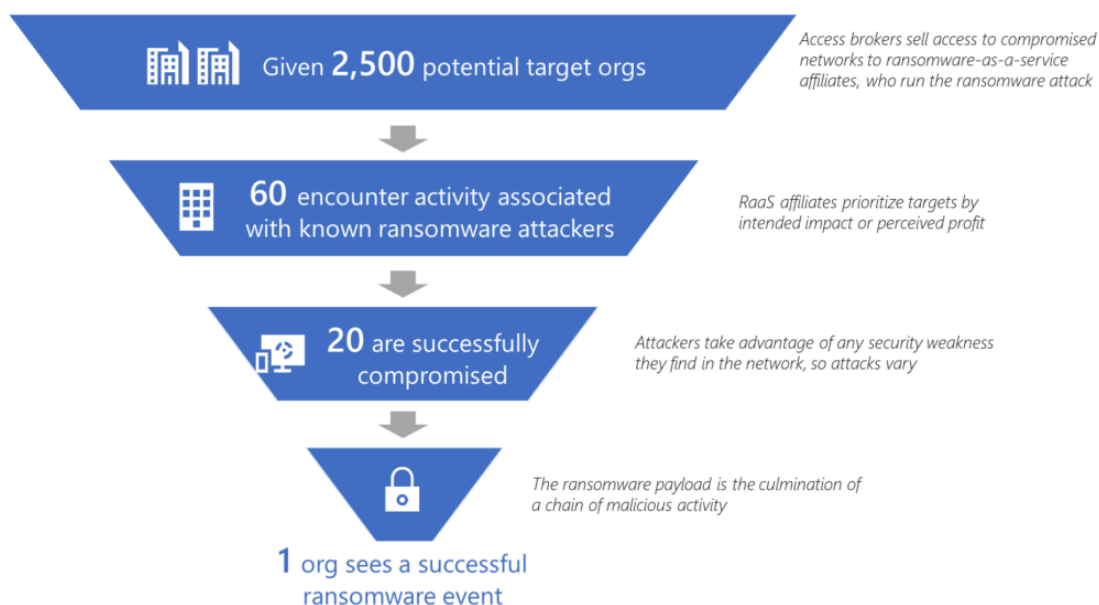 Given 2,500 potential target orgs
Access brokers sell access to compromised
networks to ransomware-as-a-service
affiliates, who run the ransomware attack
60 encounter activity associated
with known ransomware attackers
RaaS affiliates prioritize targets by
intended impact or perceived profit
20 are successfully
compromised
Attackers take advantage of any security weakness
they find in the network, so attacks vary
The ransomware payload is the culmination of
a chain of malicious activity
1 org sees a successful
ransomware event